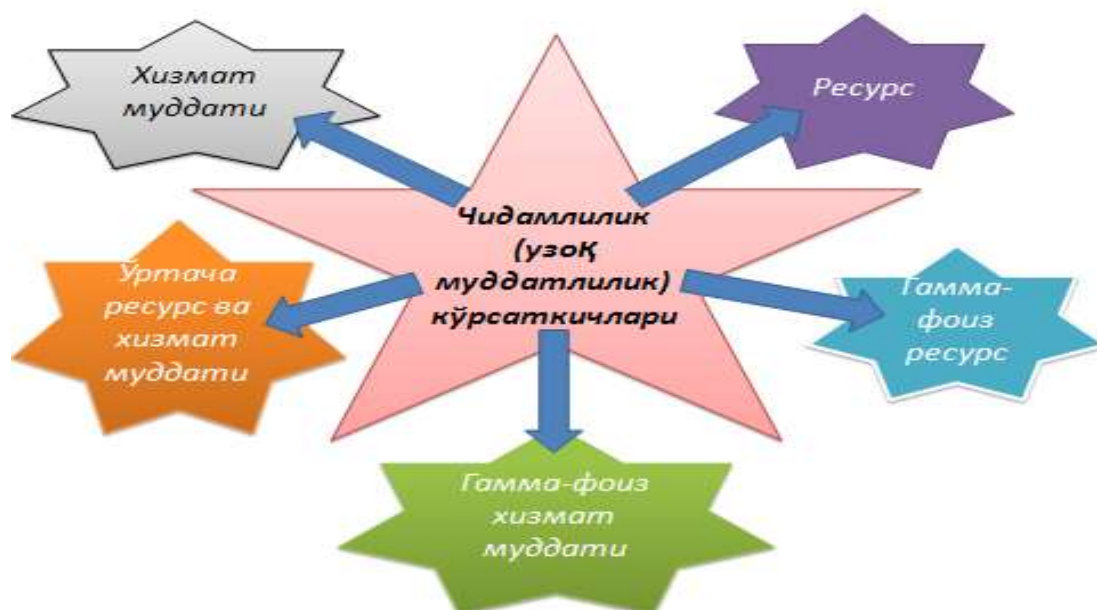 Хизмат
муддати
Ресурс
Чидамлилик
(узоҚ
муддатлилик)
кўрсаткичлари
Ўртача
ресурс ва
хизмат
муддати
Гамма-
фоиз
ресурс
Гамма-фоиз
хизмат
муддати